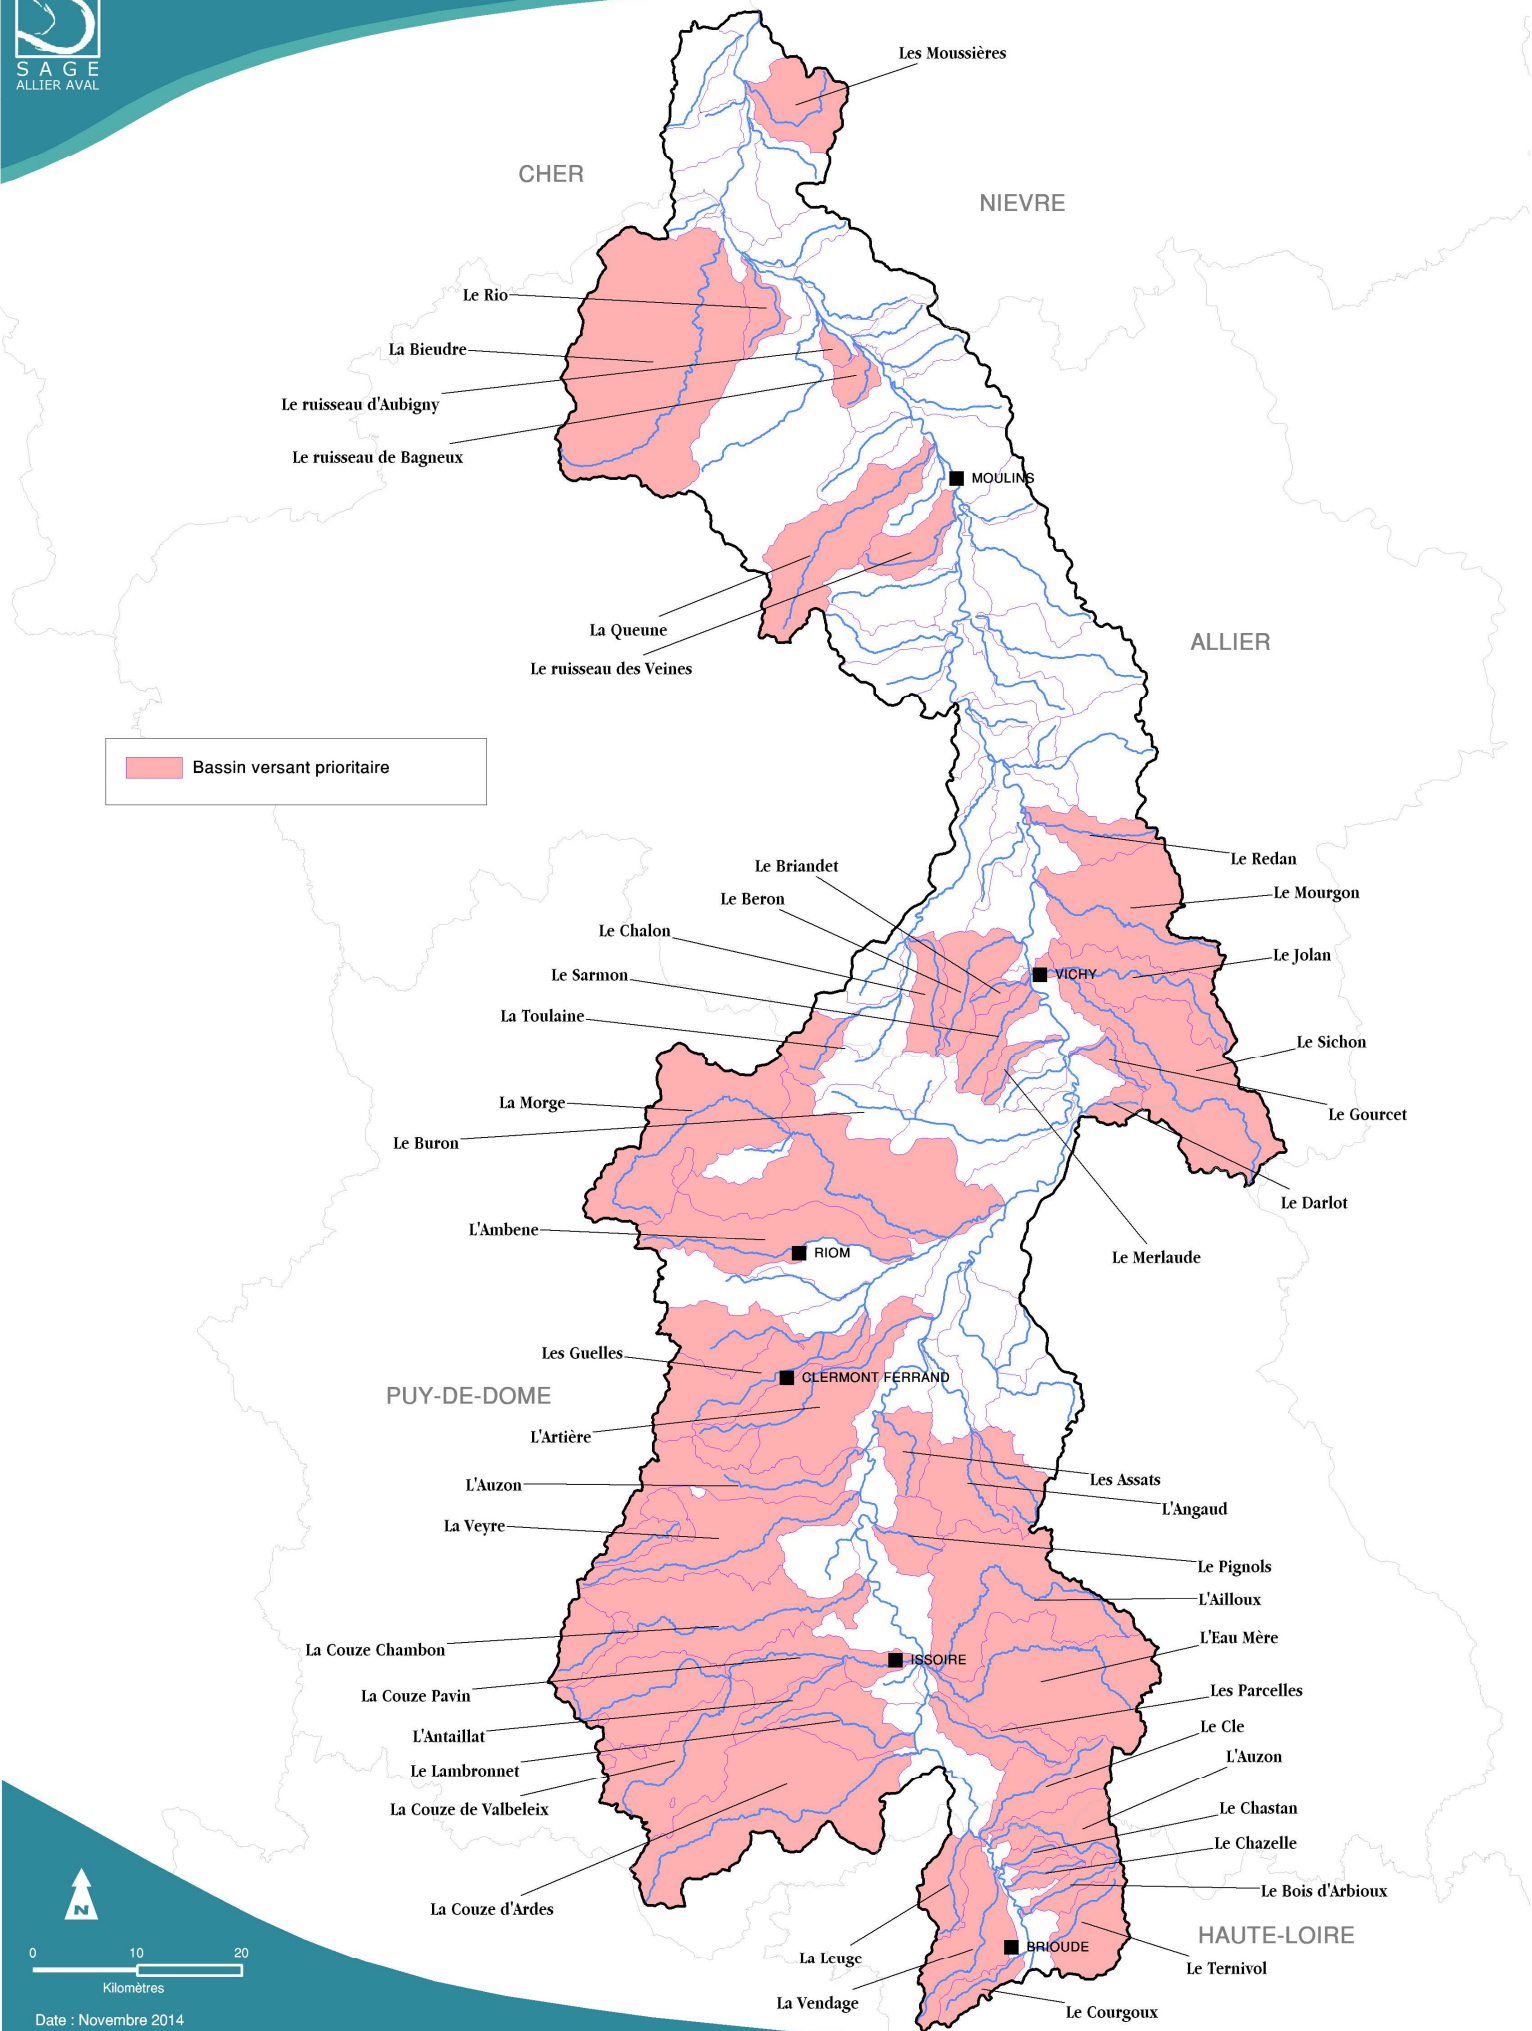 SAGE
ALLIER AVAL
Les Moussières
CHER
NIEVRE
Le Rio
La Bieudre
Le ruisseau d'Aubigny
Le ruisseau de Bagneux
MOULINS
La Queune
Le ruisseau des Veines
ALLIER
Bassin versant prioritaire
Le Redan
Le Briandet
Le Mourgon
Le Beron
Le Chalon
Le Jolan
Le Sarmon
VICHY
La Toulaine
Le Sichon
La Morge
Le Gourcet
Le Buron
Le Darlot
L'Ambene
RIOM
Le Merlaude
Les Guelles
CLERMONT FERRAND
PUY-DE-DOME
L'Artière
Les Assats
L'Auzon
L'Angaud
La Veyre
Le Pignols
L'Ailloux
L'Eau Mère
La Couze Chambon
ISSOIRE
La Couze Pavin
Les Parcelles
L'Antaillat
Le Cle
L'Auzon
Le Lambronnet
La Couze de Valbeleix
Le Chastan
Le Chazelle
Le Bois d'Arbioux
La Couze d'Ardes
HAUTE-LOIRE
N
BRIOUDE
0 10 20
La Leuge
Le Ternivol
Kilomètres
La Vendage
Le Courgoux
Date : Novembre 2014